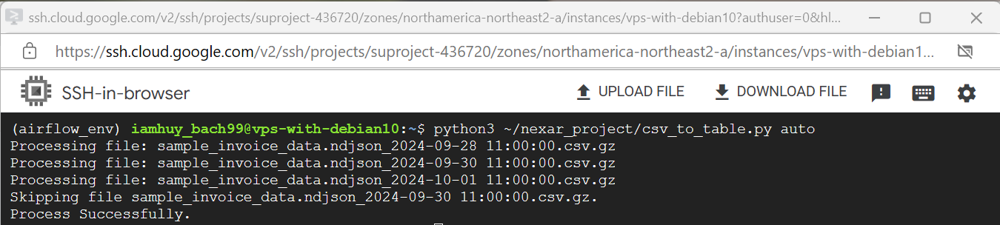 ssh.cloud.google.com/v2/ssh/projects/suproject-436720/zones/northamerica-northeast2-a/instances/vps-with-debian10?authuser=0&hl...
https://ssh.cloud.google.com/v2/ssh/projects/suproject-436720/zones/northamerica-northeast2-a/instances/vps-with-debian1...
SSH-in-browser UPLOAD FILE DOWNLOAD FILE
(airflow_env) iamhuy_bach99@vps-with-debian10:~$ python3 ~/nexar_project/csv_to_table.py auto
Processing file: sample_invoice_data.ndjson_2024-09-28 11:00:00.csv.gz
Processing file: sample_invoice_data.ndjson_2024-09-30 11:00:00.csv.gz
Processing file: sample_invoice_data.ndjson_2024-10-01 11:00:00.csv.gz
Skipping file sample_invoice_data.ndjson_2024-09-30 11:00:00.csv.gz.
Process Successfully.